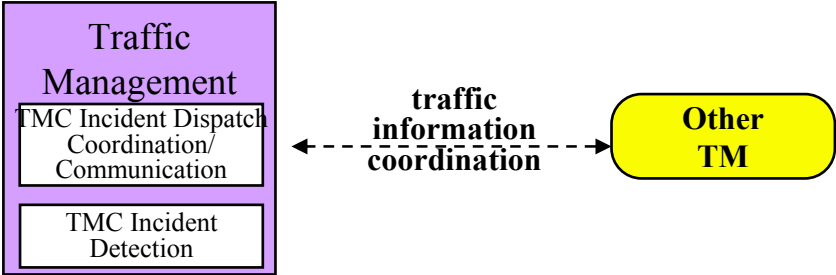 Traffic
Management
TMC Incident Dispatch
Coordination/
Communication
TMC Incident
Detection
traffic
information
coordination
Other
TM